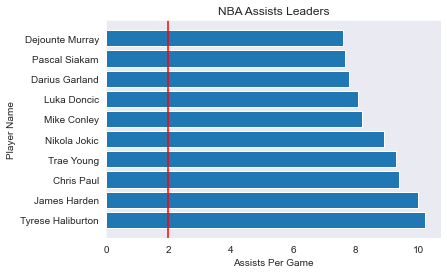 NBA Assists Leaders
Player Name
Dejounte Murray
Pascal Siakam
Darius Garland
Luka Doncic
Mike Conley
Nikola Jokic
Trae Young
Chris Paul
James Harden
Tyrese Haliburton
0 2 4 6 8 10
Assists Per Game